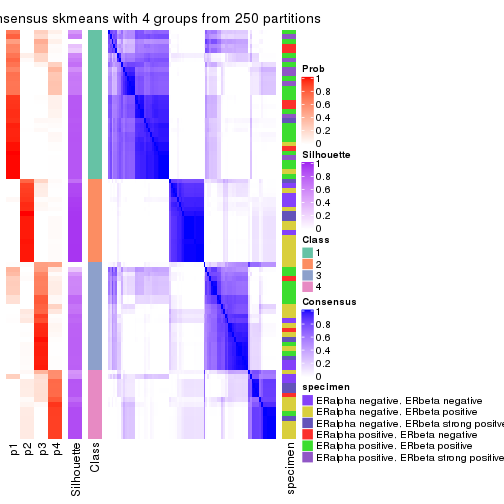 nsensus skmeans with 4 groups from 250 partitions
Prob
1
0.8
0.6
0.4
0.2
0
Silhouette
1
0.8
0.6
0.4
0.2
0
Class
1
2
3
4
Consensus
1
0.8
0.6
0.4
0.2
0
specimen
ERalpha negative. ERbeta negative
ERalpha negative. ERbeta positive
ERalpha negative. ERbeta strong positive
ERalpha positive. ERbeta negative
ERalpha positive. ERbeta positive
ERalpha positive. ERbeta strong positive
p1
p2
p3
p4
Silhouette
Class
specimen